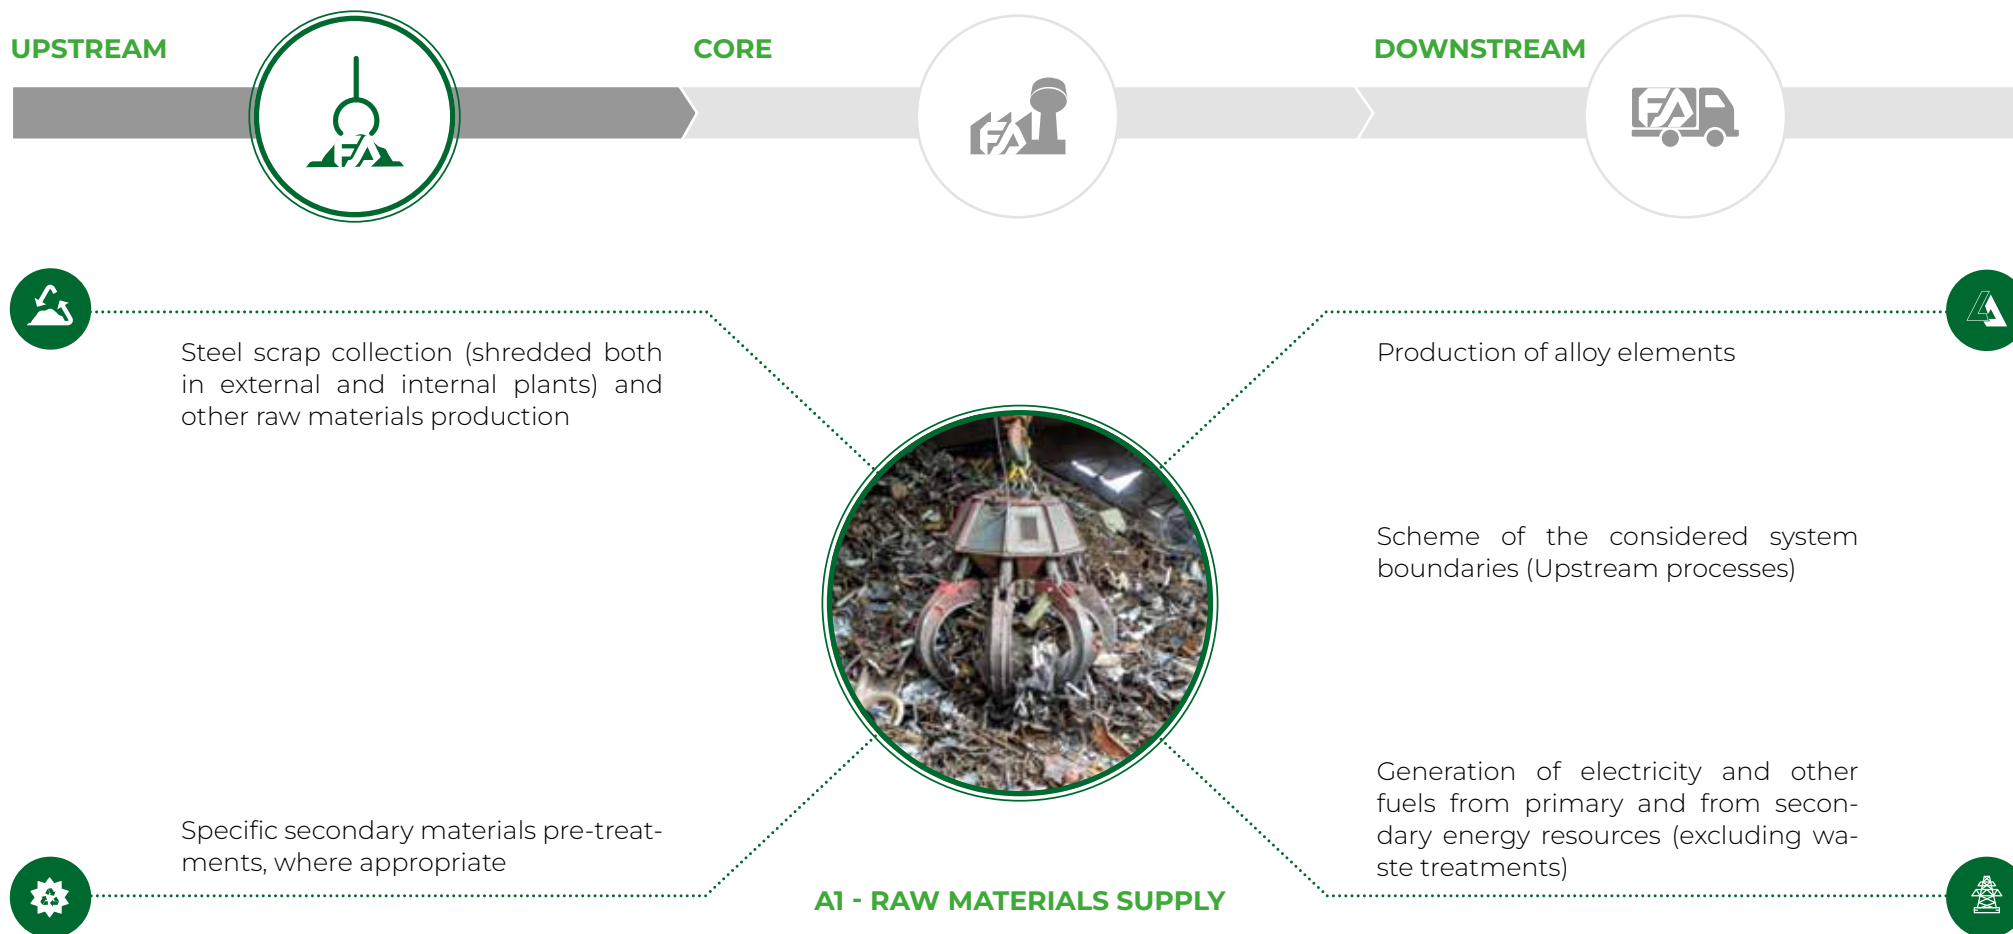 UPSTREAM
CORE
DOWNSTREAM
FA
FA
FA
Steel scrap collection (shredded both
in external and internal plants) and
other raw materials production
Production of alloy elements
Scheme of the considered system
boundaries (Upstream processes)
Specific secondary materials pre-treat-
ments, where appropriate
Generation of electricity and other
fuels from primary and from secon-
dary energy resources (excluding wa-
ste treatments)
A1 - RAW MATERIALS SUPPLY